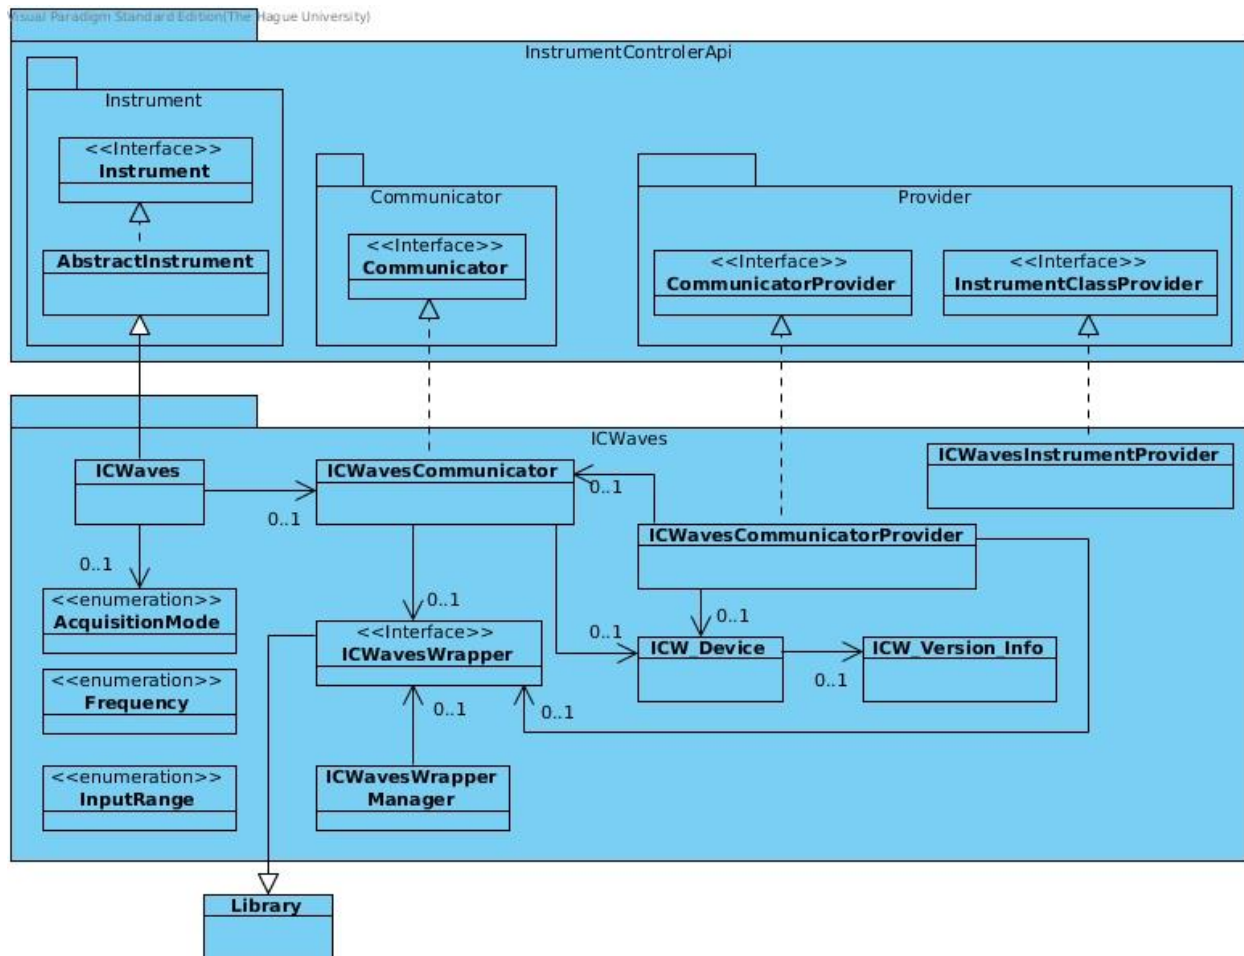 Visual Paradigm Standard Edition(The Hague University)
InstrumentControlerApi
Instrument
<<Interface>>
Instrument
AbstractInstrument
Communicator
<<Interface>>
Communicator
Provider
<<Interface>>
CommunicatorProvider
<<Interface>>
InstrumentClassProvider
ICWaves
ICWaves
0..1
ICWavesCommunicator
0..1
ICWavesInstrumentProvider
ICWavesCommunicatorProvider
0..1
<<enumeration>>
AcquisitionMode
0..1
<<Interface>>
ICWavesWrapper
0..1
0..1
ICW_Device
0..1
ICW_Version_Info
<<enumeration>>
Frequency
0..1
0..1
<<enumeration>>
InputRange
ICWavesWrapper
Manager
Library